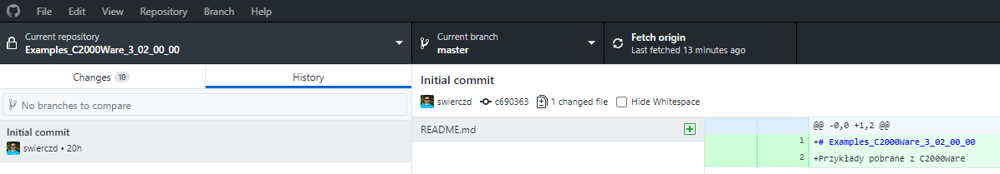 File Edit View Repository Branch Help
Current repository
Examples_C2000Ware_3_02_00_00
Current branch
master
Fetch origin
Last fetched 13 minutes ago
Changes 10
History
No branches to compare
Initial commit
swierczd • 20h
Initial commit
swierczd c690363 1 changed file Hide Whitespace
README.md
@@ -0,0 +1,2 @@
1 +# Examples_C2000Ware_3_02_00_00
2 +Przykłady pobrane z C2000Ware